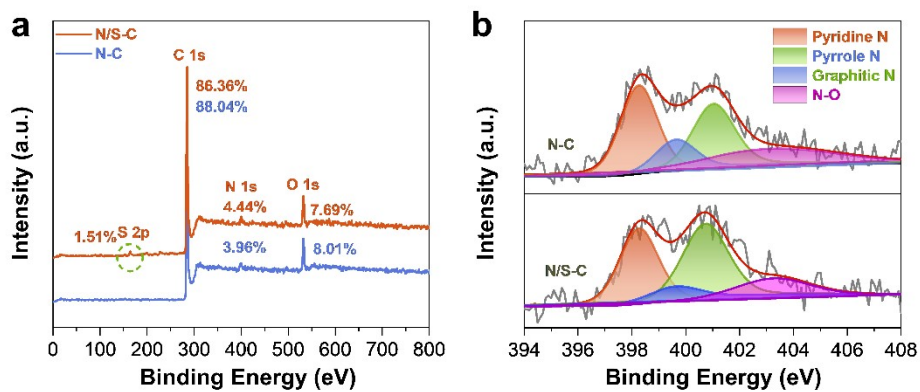 a
N/S-C
N-C
C 1s
86.36%
88.04%
N 1s
4.44%
O 1s
7.69%
1.51%
S 2p
3.96%
8.01%
Intensity (a.u.)
0 100 200 300 400 500 600 700 800
Binding Energy (eV)
b
Pyridine N
Pyrrole N
Graphitic N
N-O
N-C
N/S-C
Intensity (a.u.)
394 396 398 400 402 404 406 408
Binding Energy (eV)